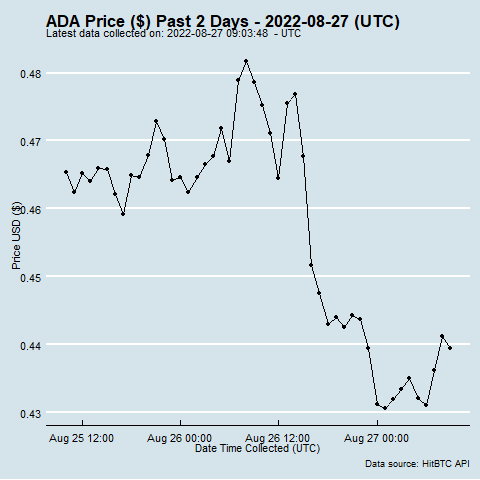 ADA Price ($) Past 2 Days - 2022-08-27 (UTC)
Latest data collected on: 2022-08-27 09:03:48 - UTC
0.48
0.47
0.46
0.45
0.44
0.43
Price USD ($)
Aug 25 12:00
Aug 26 00:00
Aug 26 12:00
Aug 27 00:00
Date Time Collected (UTC)
Data source: HitBTC API